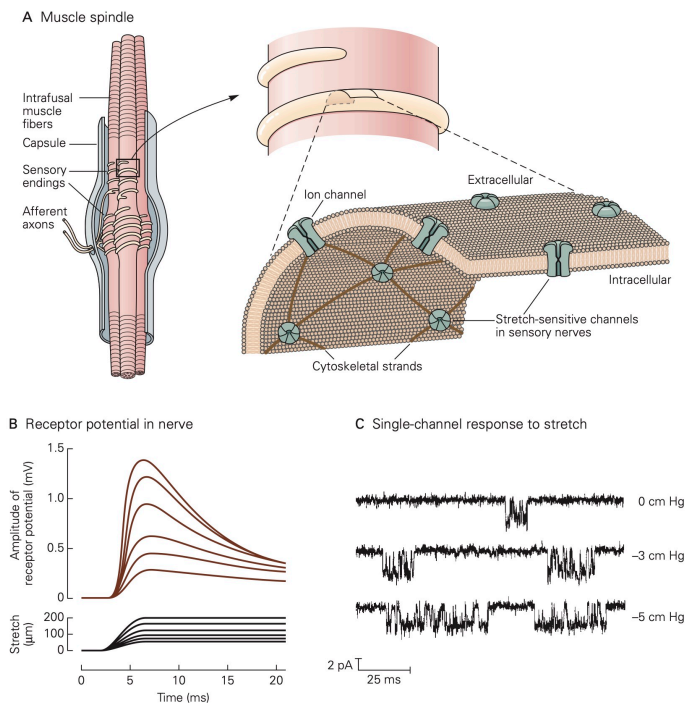 A Muscle spindle
Intrafusal
muscle
fibers
Capsule
Sensory
endings
Afferent
axons
Ion channel
Extracellular
Intracellular
Stretch-sensitive channels
in sensory nerves
Cytoskeletal strands
B Receptor potential in nerve
Amplitude of
receptor potential (mV)
1.5
1.0
0.5
0
Stretch
(μm)
200
100
0
0 5 10 15 20
Time (ms)
C Single-channel response to stretch
0 cm Hg
–3 cm Hg
–5 cm Hg
2 pA
25 ms